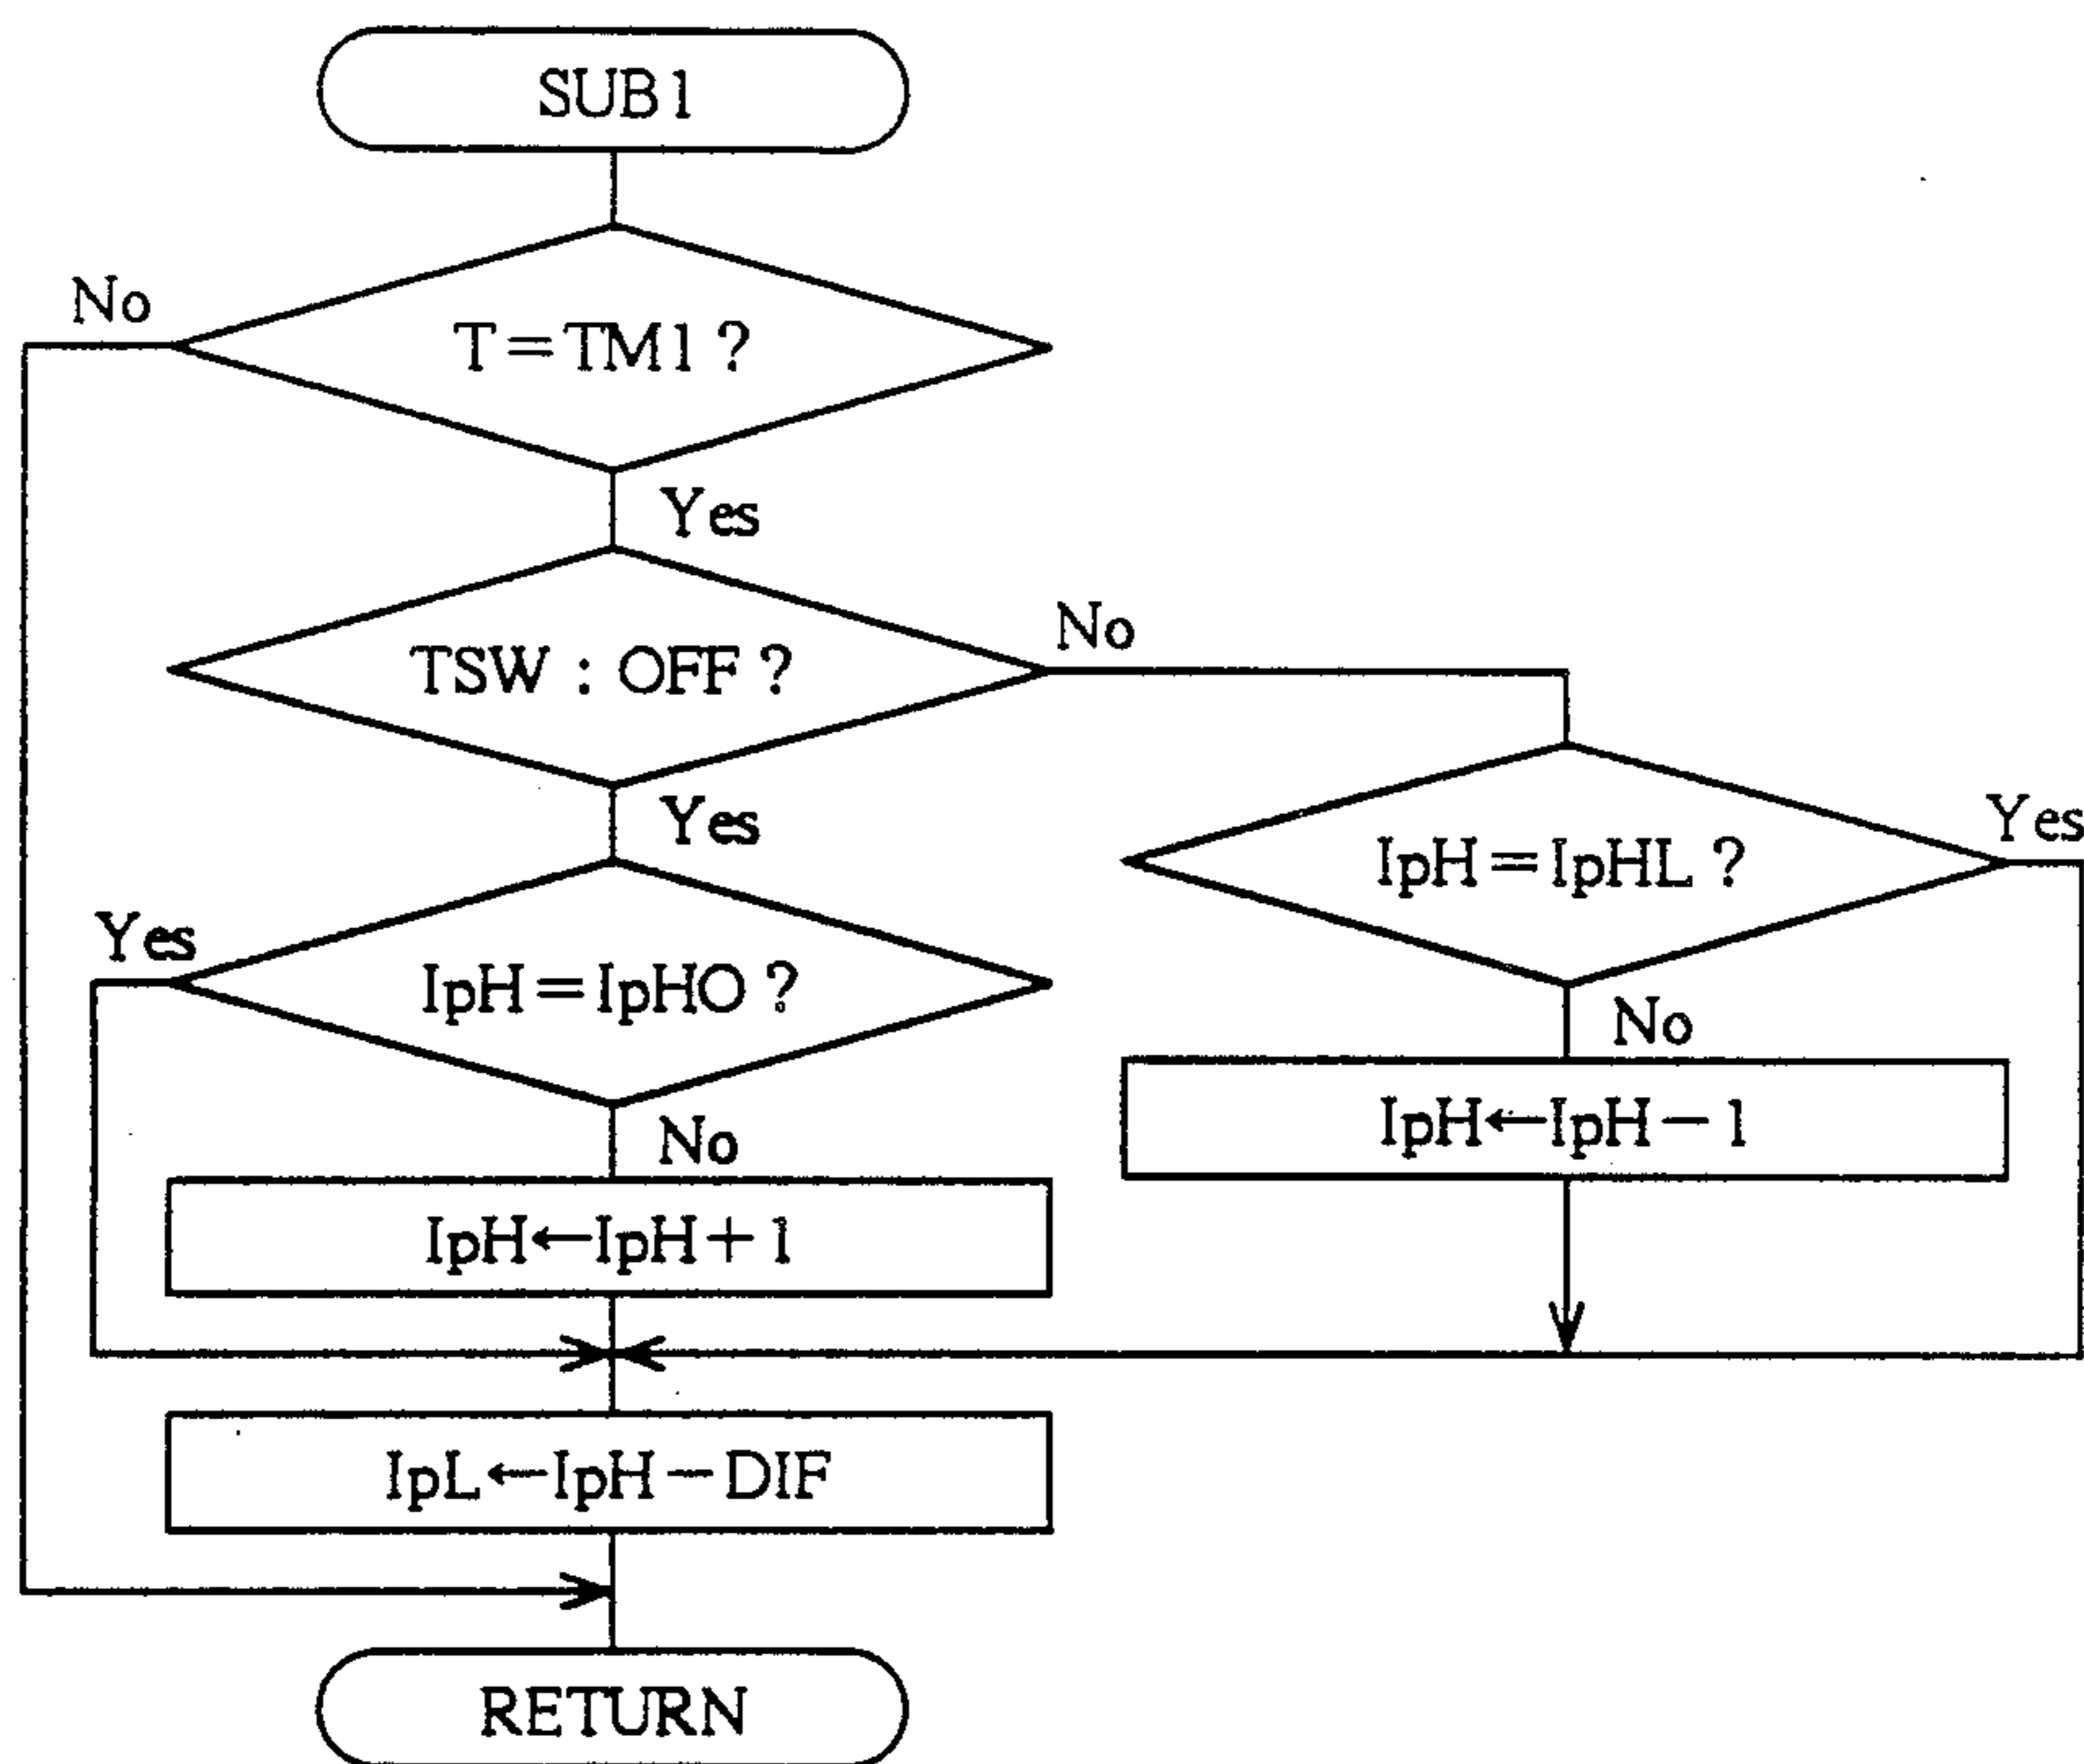 SUB1
No
T=TM1?
Yes
TSW : OFF?
No
Yes
IpH=IpHL?
Yes
Yes
IpH=IpHO?
No
IpH←IpH-1
No
IpH←IpH+1
IpL←IpH-DIF
RETURN